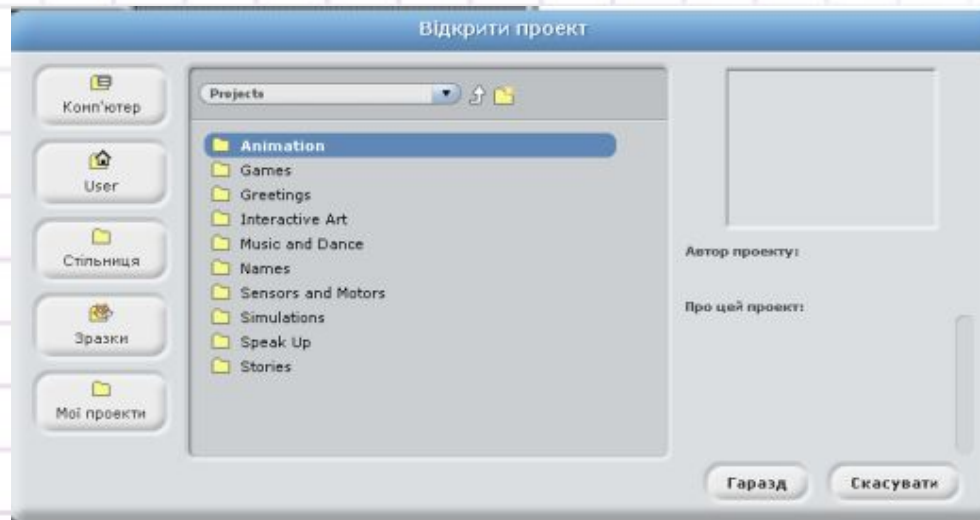 Відкрити проект
Комп'ютер
User
Стільниця
Зразки
Мої проекти
Projects
Animation
Games
Greetings
Interactive Art
Music and Dance
Names
Sensors and Motors
Simulations
Speak Up
Stories
Автор проекту:
Про цей проект:
Гаразд
Скасувати